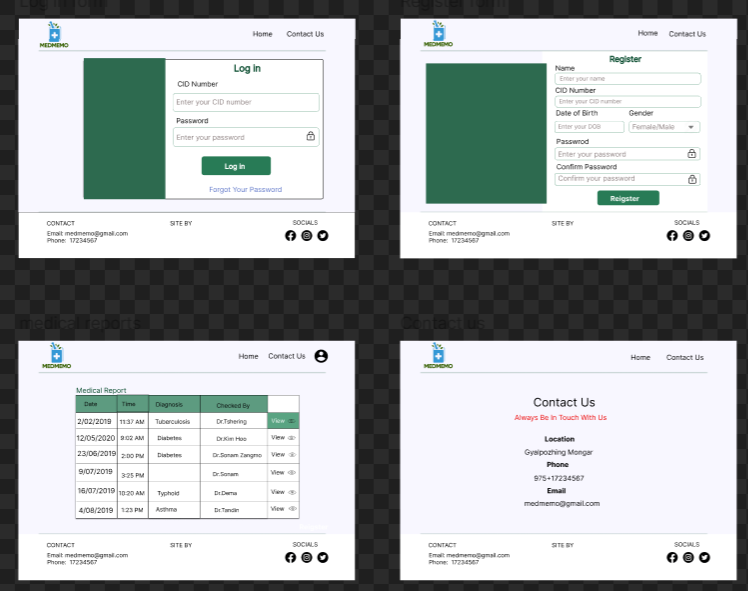 Log in form
MEDMEMO
Home Contact Us
Log in
CID Number
Enter your CID number
Password
Enter your password
Log in
Forgot Your Password
CONTACT SITE BY SOCIALS
Email: medmemo@gmail.com
Phone: 17234567
Register form
MEDMEMO
Home Contact Us
Register
Name
Enter your name
CID Number
Enter your CID number
Date of Birth Gender
Enter your DOB Female/Male
Passwrod
Enter your password
Confirm Password
Confirm your password
Reigster
CONTACT SITE BY SOCIALS
Email: medmemo@gmail.com
Phone: 17234567
medical reports
MEDMEMO
Home Contact Us
Medical Report
Date Time Diagnosis Checked By
2/02/2019 11:37 AM Tuberculosis Dr.Tshering View
12/05/2020 9:02 AM Diabetes Dr.Kim Hoo View
23/06/2019 2:00 PM Diabetes Dr.Sonam Zangmo View
9/07/2019 3:25 PM Dr.Sonam View
16/07/2019 10:20 AM Typhoid Dr.Dema View
4/08/2019 1:23 PM Asthma Dr.Tandin View
CONTACT SITE BY SOCIALS
Email: medmemo@gmail.com
Phone: 17234567
Contact us
MEDMEMO
Home Contact Us
Contact Us
Always Be In Touch With Us
Location
Gyalpozhing Mongar
Phone
975+17234567
Email
medmemo@gmail.com
CONTACT SITE BY SOCIALS
Email: medmemo@gmail.com
Phone: 17234567